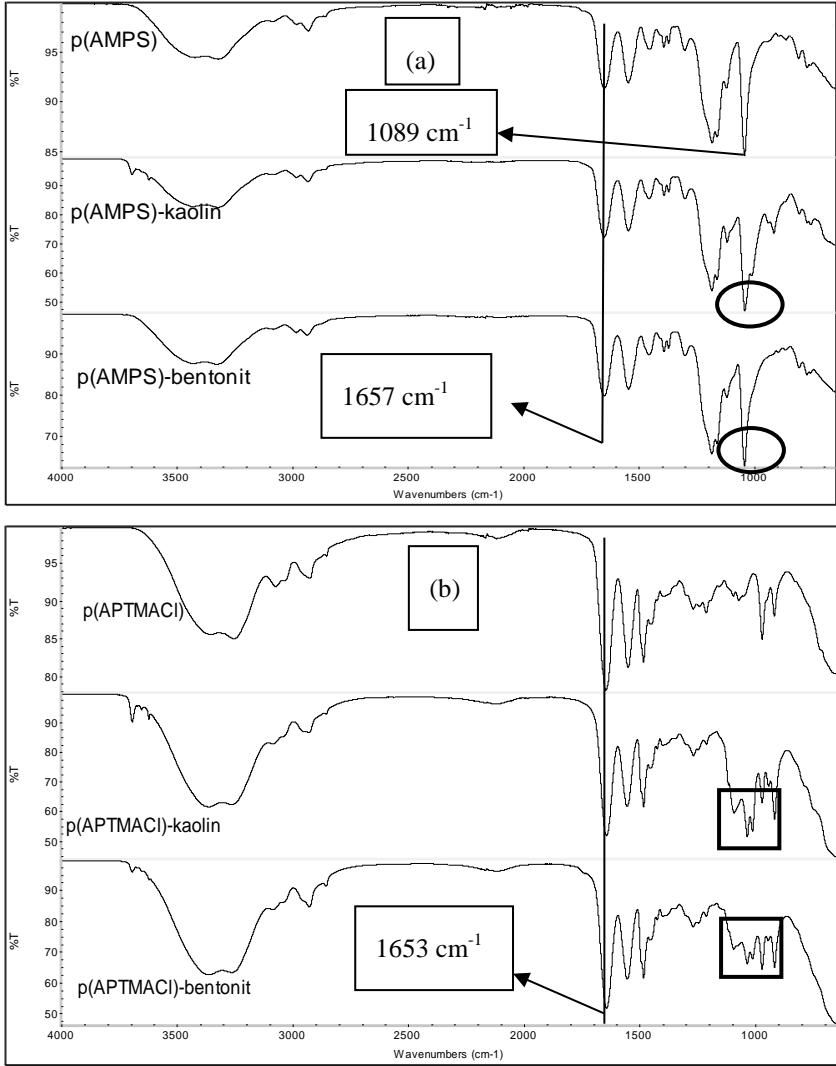 p(AMPS)
(a)
1089 cm-1
%T
95
90
85
p(AMPS)-kaolin
%T
90
80
70
60
50
p(AMPS)-bentonit
1657 cm-1
%T
90
80
70
4000 3500 3000 2500 2000 1500 1000
Wavenumbers (cm-1)
(b)
p(APTMACl)
%T
95
90
85
80
p(APTMACl)-kaolin
%T
90
80
70
60
50
p(APTMACl)-bentonit
1653 cm-1
%T
90
80
70
60
50
4000 3500 3000 2500 2000 1500 1000
Wavenumbers (cm-1)